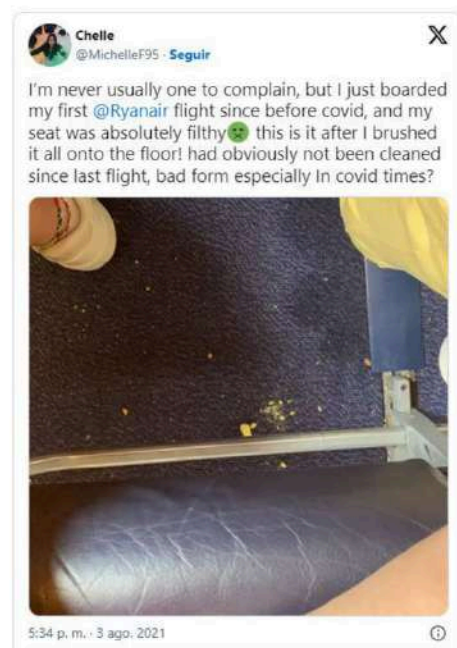 Chelle
@MichelleF95 · Seguir
I'm never usually one to complain, but I just boarded
my first @Ryanair flight since before covid, and my
seat was absolutely filthy🤢 this is it after I brushed
it all onto the floor! had obviously not been cleaned
since last flight, bad form especially In covid times?
5:34 p. m. · 3 ago. 2021